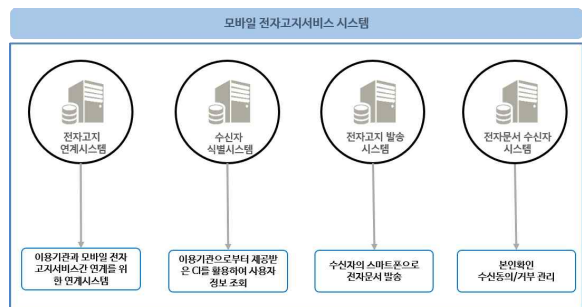 모바일 전자고지서비스 시스템
전자고지
연계시스템
수신자
식별시스템
전자고지 발송
시스템
전자문서 수신자
시스템
이용기관과 모바일 전자
고지서비스간 연계를 위
한 연계시스템
이용기관으로부터 제공받
은 CI를 활용하여 사용자
정보 조회
수신자의 스마트폰으로
전자문서 발송
본인확인
수신동의/거부 관리